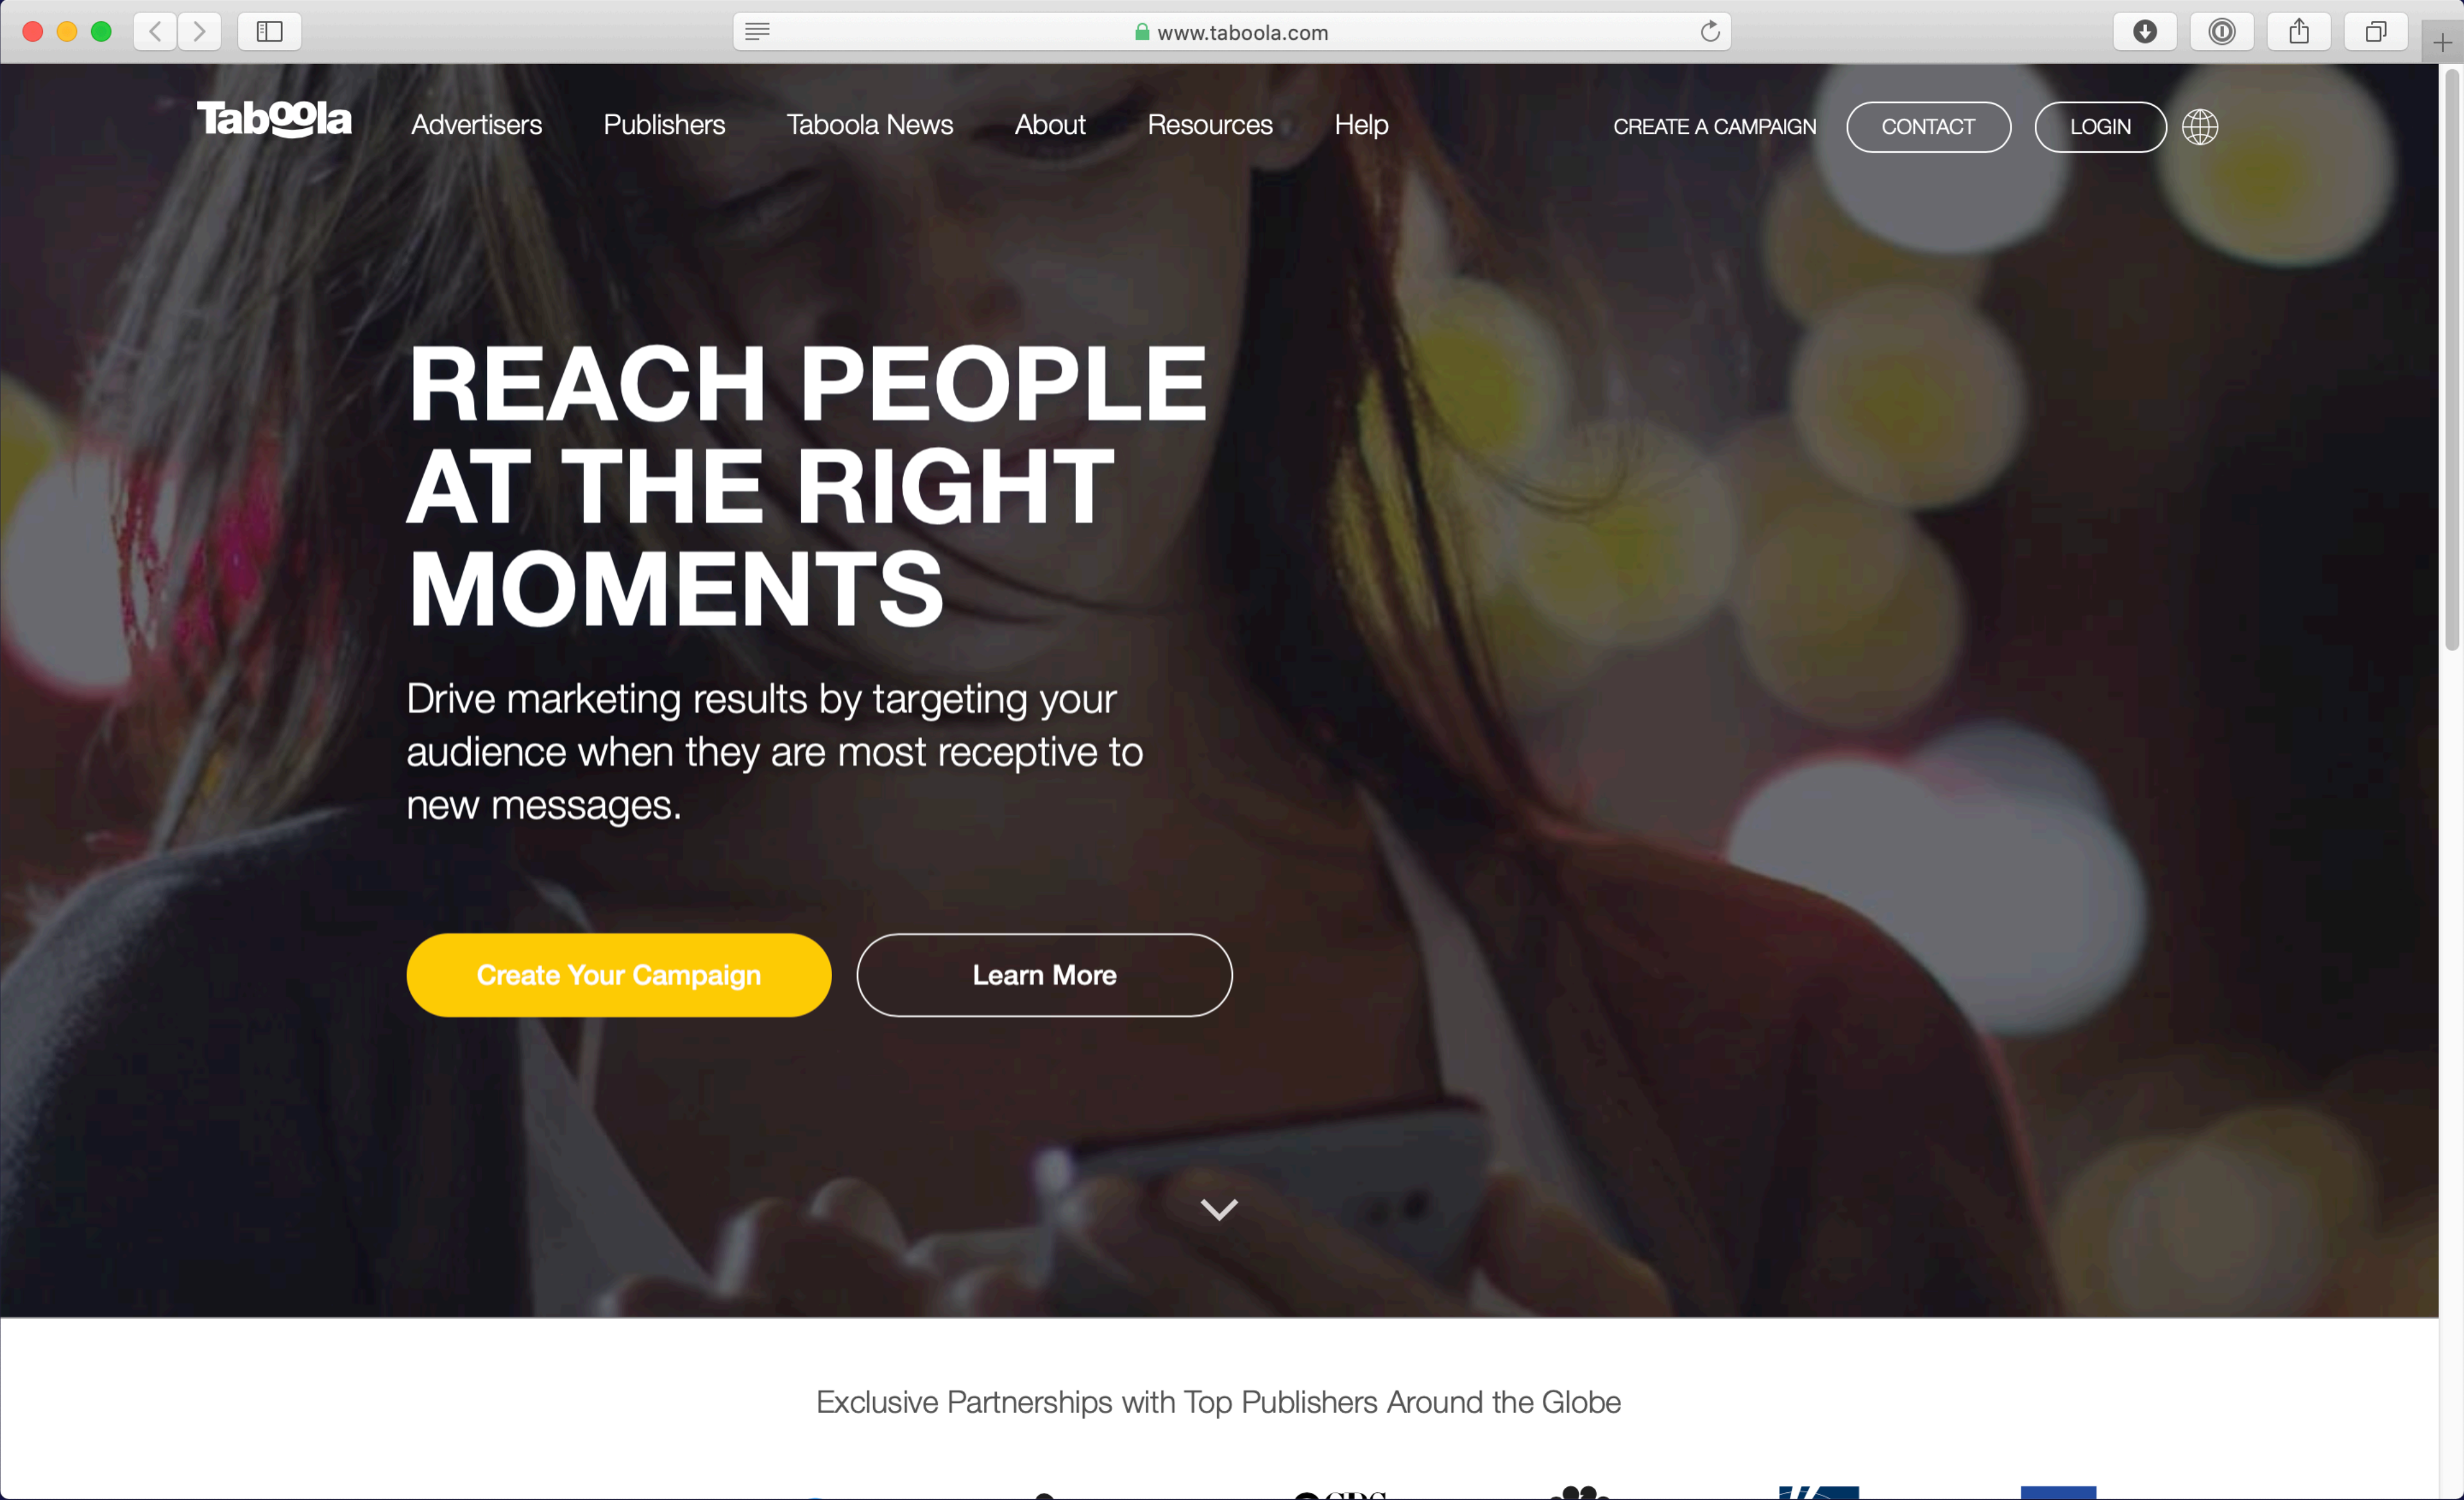 www.taboola.com
Taboola
Advertisers
Publishers
Taboola News
About
Resources
Help
CREATE A CAMPAIGN
CONTACT
LOGIN
REACH PEOPLE
AT THE RIGHT
MOMENTS
Drive marketing results by targeting your
audience when they are most receptive to
new messages.
Create Your Campaign
Learn More
Exclusive Partnerships with Top Publishers Around the Globe